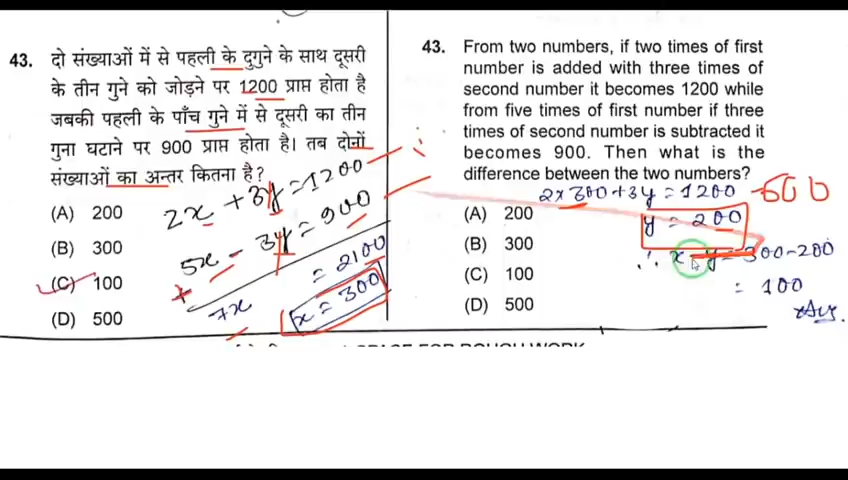 43. दो संख्याओं में से पहली के दुगुने के साथ दूसरी
के तीन गुने को जोड़ने पर 1200 प्राप्त होता है
जबकी पहली के पाँच गुने में से दूसरी का तीन
गुना घटाने पर 900 प्राप्त होता है। तब दोनों
संख्याओं का अन्तर कितना है?
(A) 200
(B) 300
(C) 100
(D) 500
2x + 3y = 1200
5x - 3y = 900
+
7x = 2100
x = 300
43. From two numbers, if two times of first
number is added with three times of
second number it becomes 1200 while
from five times of first number if three
times of second number is subtracted it
becomes 900. Then what is the
difference between the two numbers?
2×300+3y = 1200 -600
(A) 200
y = 200
(B) 300
∴ x - y = 300-200
(C) 100
= 100
(D) 500
Ans.
SPACE FOR ROUGH WORK